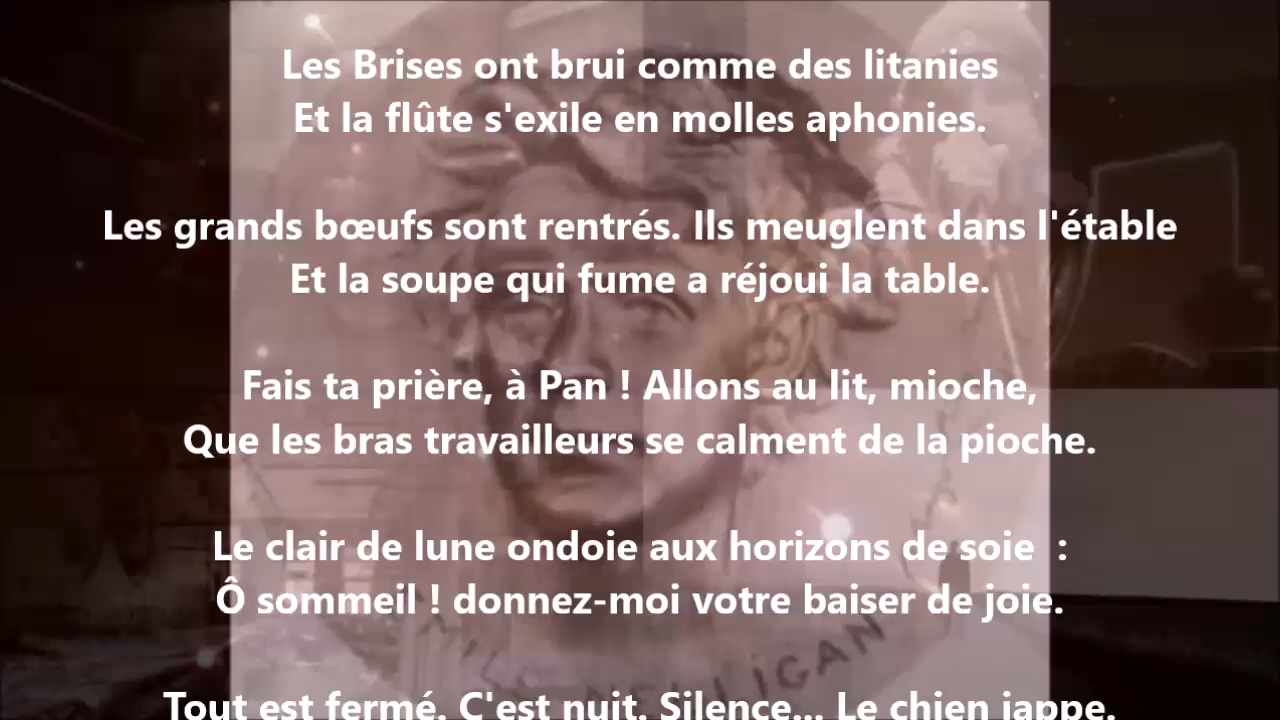 Les Brises ont brui comme des litanies
Et la flûte s'exile en molles aphonies.
Les grands bœufs sont rentrés. Ils meuglent dans l'étable
Et la soupe qui fume a réjoui la table.
Fais ta prière, à Pan ! Allons au lit, mioche,
Que les bras travailleurs se calment de la pioche.
Le clair de lune ondoie aux horizons de soie :
Ô sommeil ! donnez-moi votre baiser de joie.
Tout est fermé. C'est nuit. Silence... Le chien jappe.